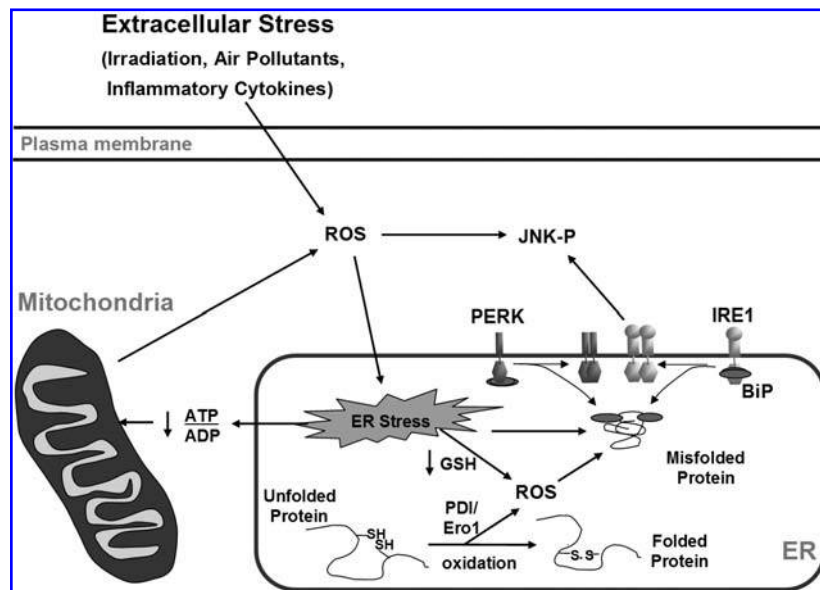 Extracellular Stress
(Irradiation, Air Pollutants,
Inflammatory Cytokines)
Plasma membrane
ROS
JNK-P
Mitochondria
PERK
IRE1
BiP
ATP
ADP
ER Stress
GSH
Misfolded
Protein
ROS
Unfolded
Protein
PDI/
Ero1
SH
SH
oxidation
S S
Folded
Protein
ER